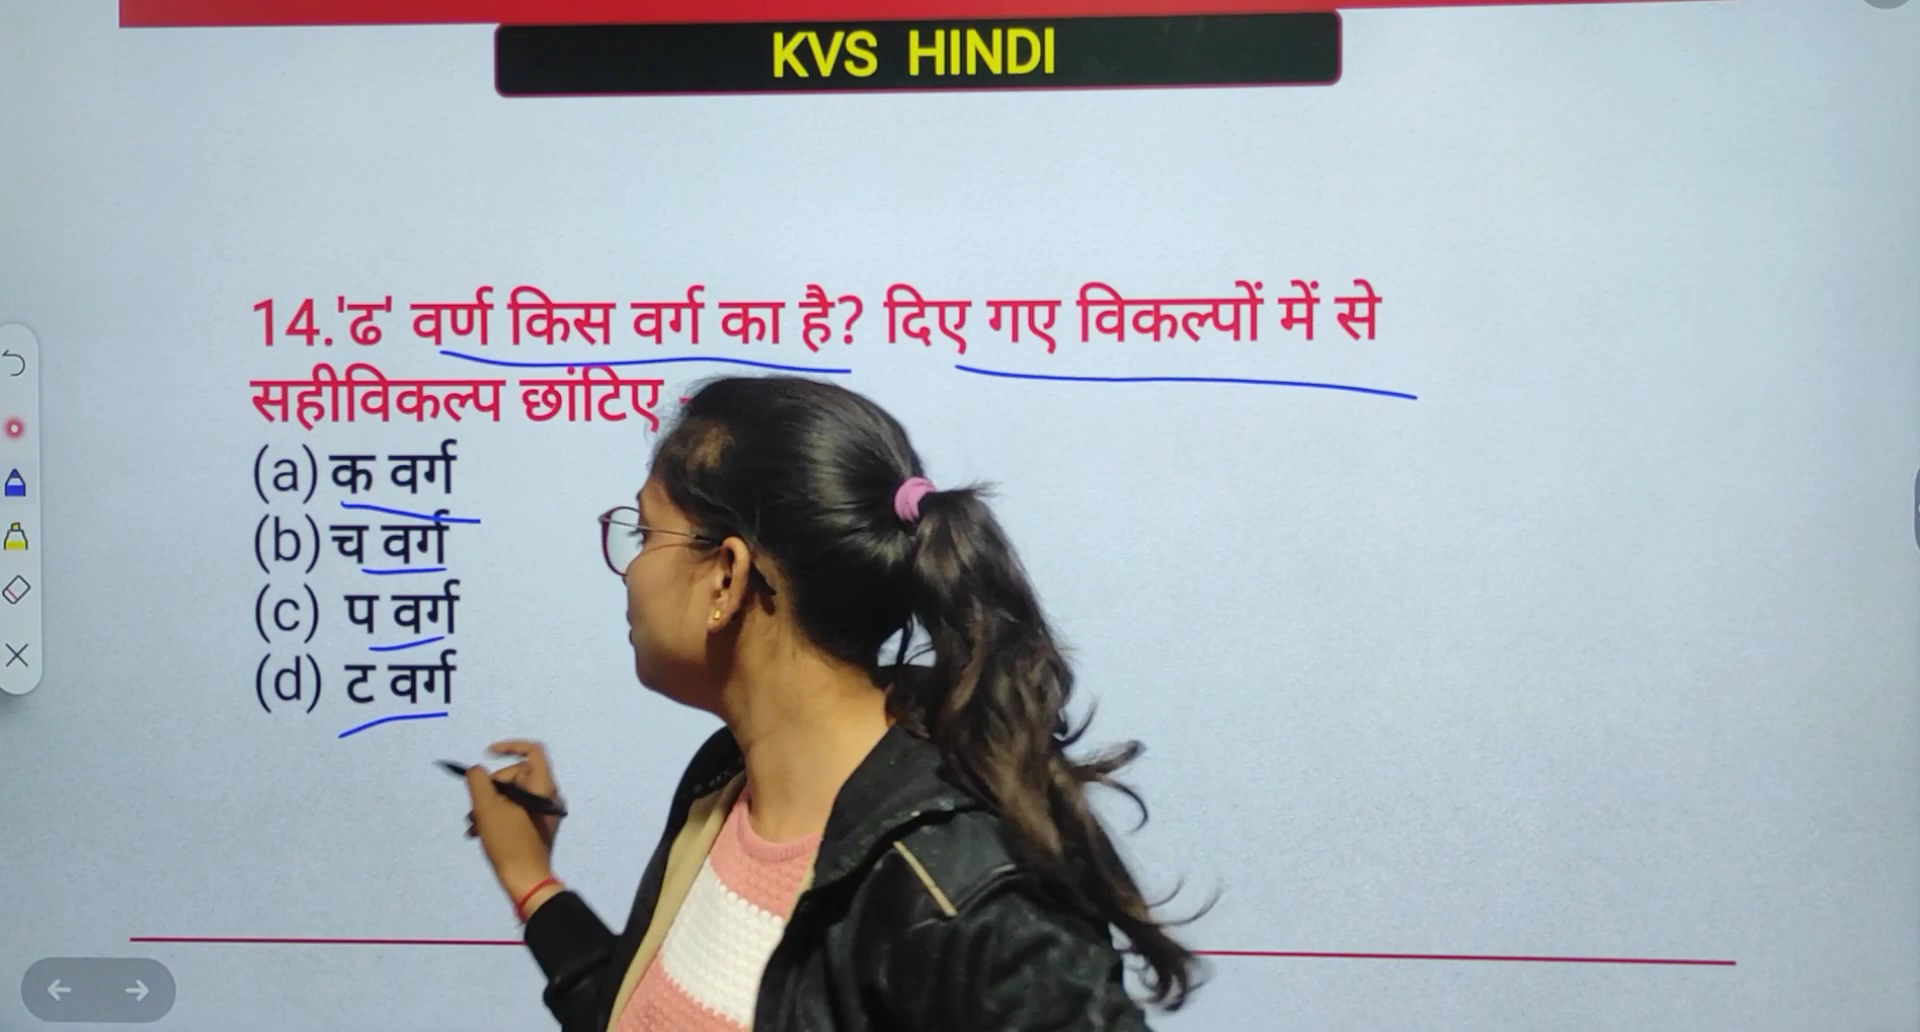 KVS HINDI
14.'ढ' वर्ण किस वर्ग का है? दिए गए विकल्पों में से
सहीविकल्प छांटिए -
(a) क वर्ग
(b) च वर्ग
(c) प वर्ग
(d) ट वर्ग